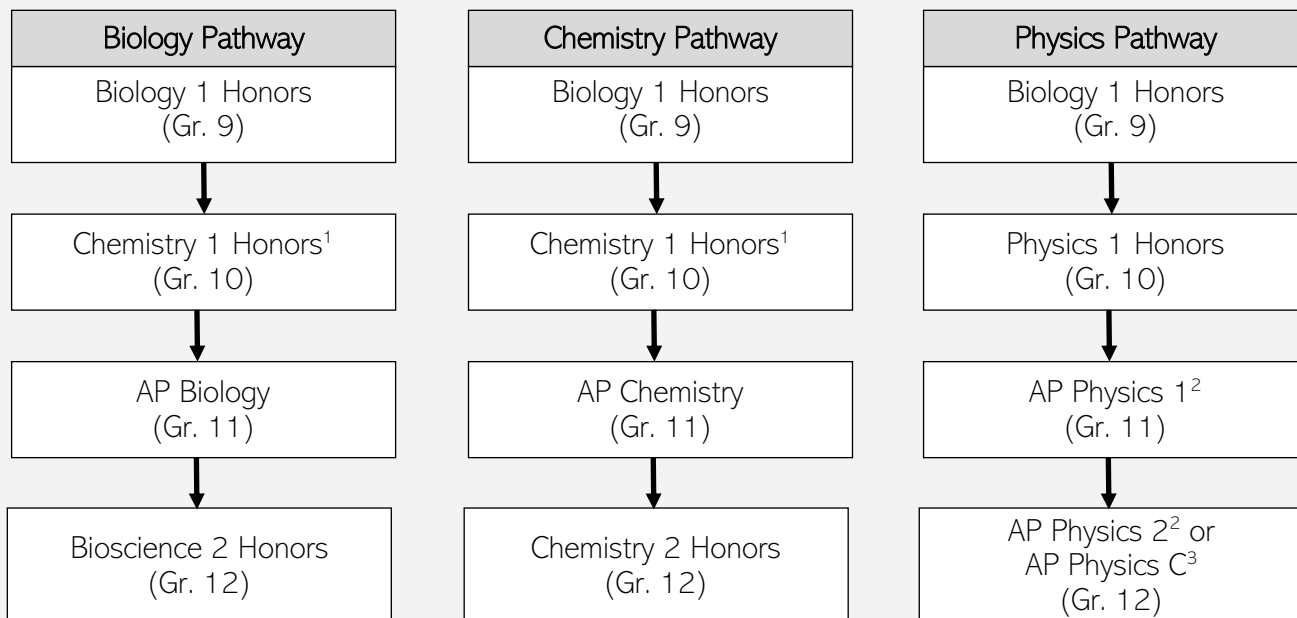 Biology Pathway
Biology 1 Honors
(Gr. 9)
Chemistry 1 Honors¹
(Gr. 10)
AP Biology
(Gr. 11)
Bioscience 2 Honors
(Gr. 12)
Chemistry Pathway
Biology 1 Honors
(Gr. 9)
Chemistry 1 Honors¹
(Gr. 10)
AP Chemistry
(Gr. 11)
Chemistry 2 Honors
(Gr. 12)
Physics Pathway
Biology 1 Honors
(Gr. 9)
Physics 1 Honors
(Gr. 10)
AP Physics 1²
(Gr. 11)
AP Physics 2² or
AP Physics C³
(Gr. 12)